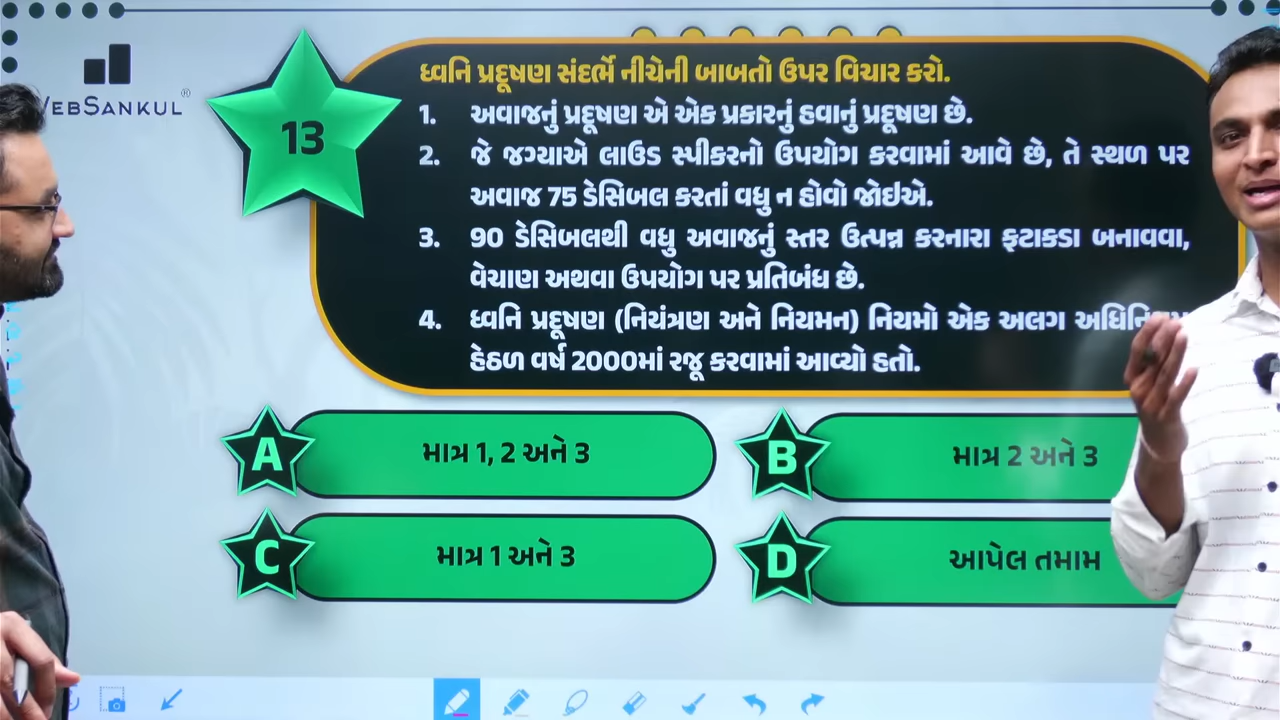 WEBSANKUL®
13
ધ્વનિ પ્રદૂષણ સંદર્ભે નીચેની બાબતો ઉપર વિચાર કરો.
1. અવાજનું પ્રદૂષણ એ એક પ્રકારનું હવાનું પ્રદૂષણ છે.
2. જે જગ્યાએ લાઉડ સ્પીકરનો ઉપયોગ કરવામાં આવે છે, તે સ્થળ પર
અવાજ 75 ડેસિબલ કરતાં વધુ ન હોવો જોઈએ.
3. 90 ડેસિબલથી વધુ અવાજનું સ્તર ઉત્પન્ન કરનારા ફટાકડા બનાવવા,
વેચાણ અથવા ઉપયોગ પર પ્રતિબંધ છે.
4. ધ્વનિ પ્રદૂષણ (નિયંત્રણ અને નિયમન) નિયમો એક અલગ
હેઠળ વર્ષ 2000માં રજૂ કરવામાં આવ્યો હતો.
A માત્ર 1, 2 અને 3
B માત્ર 2 અને 3
C માત્ર 1 અને 3
D આપેલ તમામ